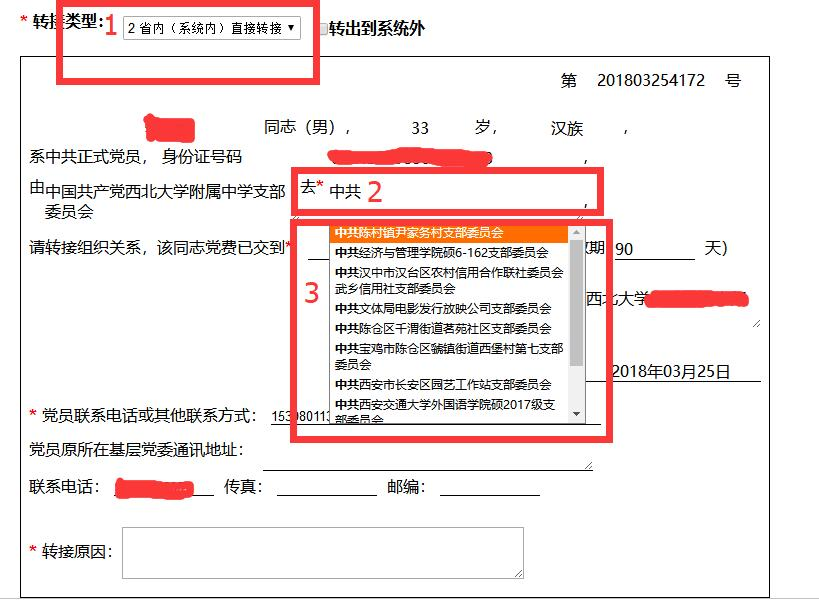 * 转接类型: 1 2 省内（系统内）直接转接 转出到系统外
第 201803254172 号
同志（男）， 33 岁， 汉族 ，
系中共正式党员， 身份证号码 ，
由中国共产党西北大学附属中学支部 去* 中共 2 ，
委员会
请转接组织关系，该同志党费已交到* 期 90 天）
中共陈村镇尹家务村支部委员会
中共经济与管理学院硕6-162支部委员会
中共汉中市汉台区农村信用合作联社委员会
武乡信用社支部委员会
3
西北大学
中共文体局电影发行放映公司支部委员会
中共陈仓区千渭街道茗苑社区支部委员会
中共宝鸡市陈仓区虢镇街道西堡村第七支部
委员会
2018年03月25日
中共西安市长安区园艺工作站支部委员会
中共西安交通大学外国语学院硕2017级支
部委员会
* 党员联系电话或其他联系方式：
党员原所在基层党委通讯地址：
联系电话： 传真： 邮编：
* 转接原因：